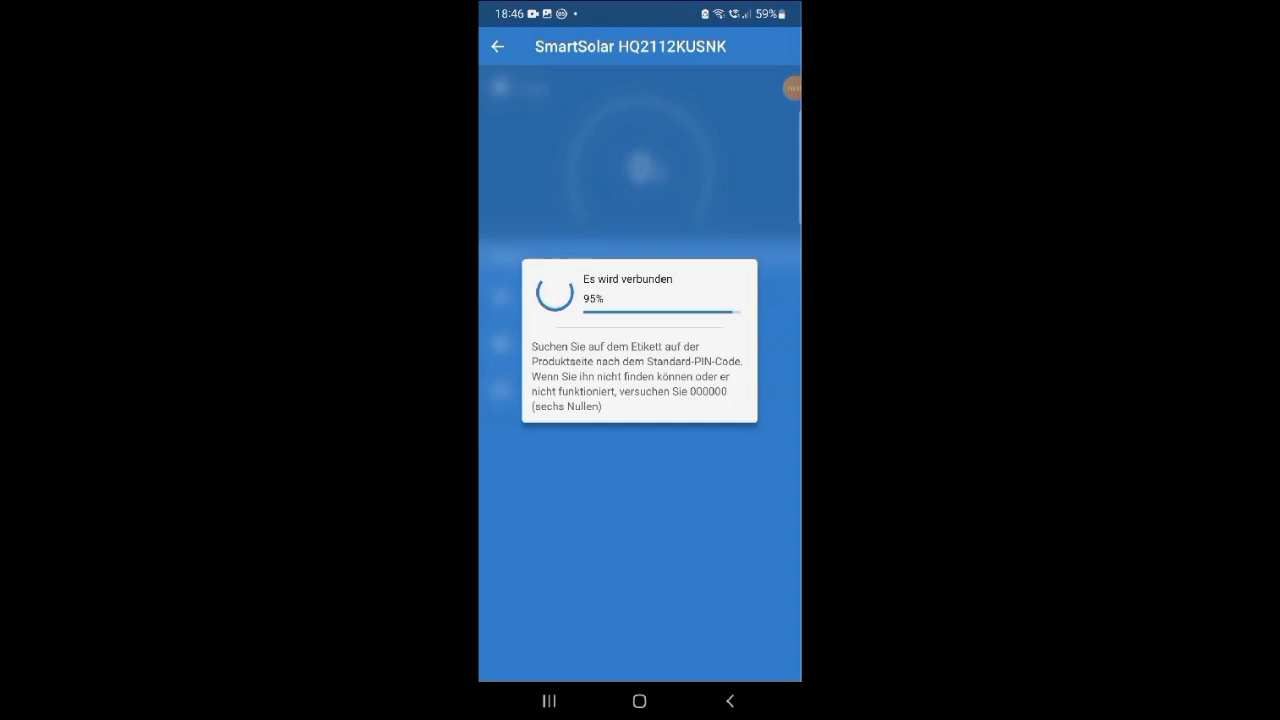 18:46 59%
SmartSolar HQ2112KUSNK
Es wird verbunden
95%
Suchen Sie auf dem Etikett auf der
Produktseite nach dem Standard-PIN-Code.
Wenn Sie ihn nicht finden können oder er
nicht funktioniert, versuchen Sie 000000
(sechs Nullen)